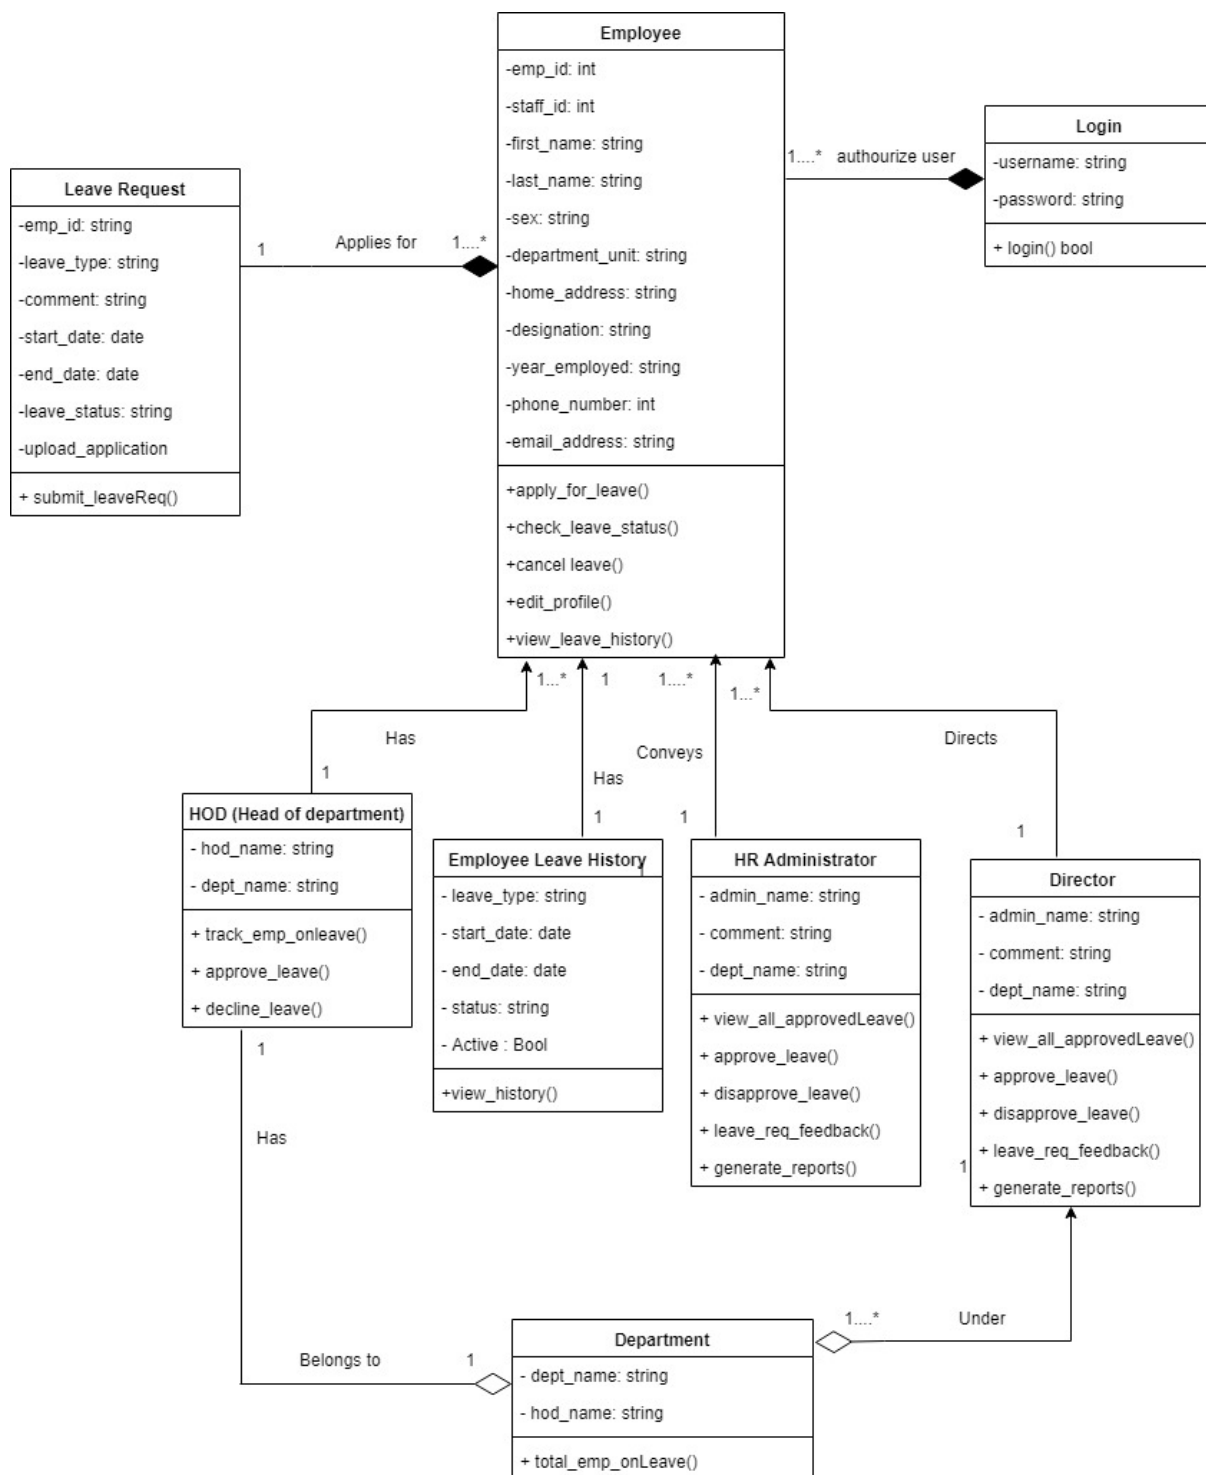 Employee
-emp_id: int
-staff_id: int
-first_name: string
-last_name: string
-sex: string
-department_unit: string
-home_address: string
-designation: string
-year_employed: string
-phone_number: int
-email_address: string
+apply_for_leave()
+check_leave_status()
+cancel leave()
+edit_profile()
+view_leave_history()
Login
-username: string
-password: string
+ login() bool
1....* authourize user
Leave Request
-emp_id: string
-leave_type: string
-comment: string
-start_date: date
-end_date: date
-leave_status: string
-upload_application
+ submit_leaveReq()
1 Applies for 1....*
1...*
Has
1
1
Has
1
1....*
Conveys
1
1...*
Directs
1
HOD (Head of department)
- hod_name: string
- dept_name: string
+ track_emp_onleave()
+ approve_leave()
+ decline_leave()
Employee Leave History
- leave_type: string
- start_date: date
- end_date: date
- status: string
- Active : Bool
+view_history()
HR Administrator
- admin_name: string
- comment: string
- dept_name: string
+ view_all_approvedLeave()
+ approve_leave()
+ disapprove_leave()
+ leave_req_feedback()
+ generate_reports()
Director
- admin_name: string
- comment: string
- dept_name: string
+ view_all_approvedLeave()
+ approve_leave()
+ disapprove_leave()
+ leave_req_feedback()
+ generate_reports()
1
Has
Belongs to 1
1
1....* Under
Department
- dept_name: string
- hod_name: string
+ total_emp_onLeave()